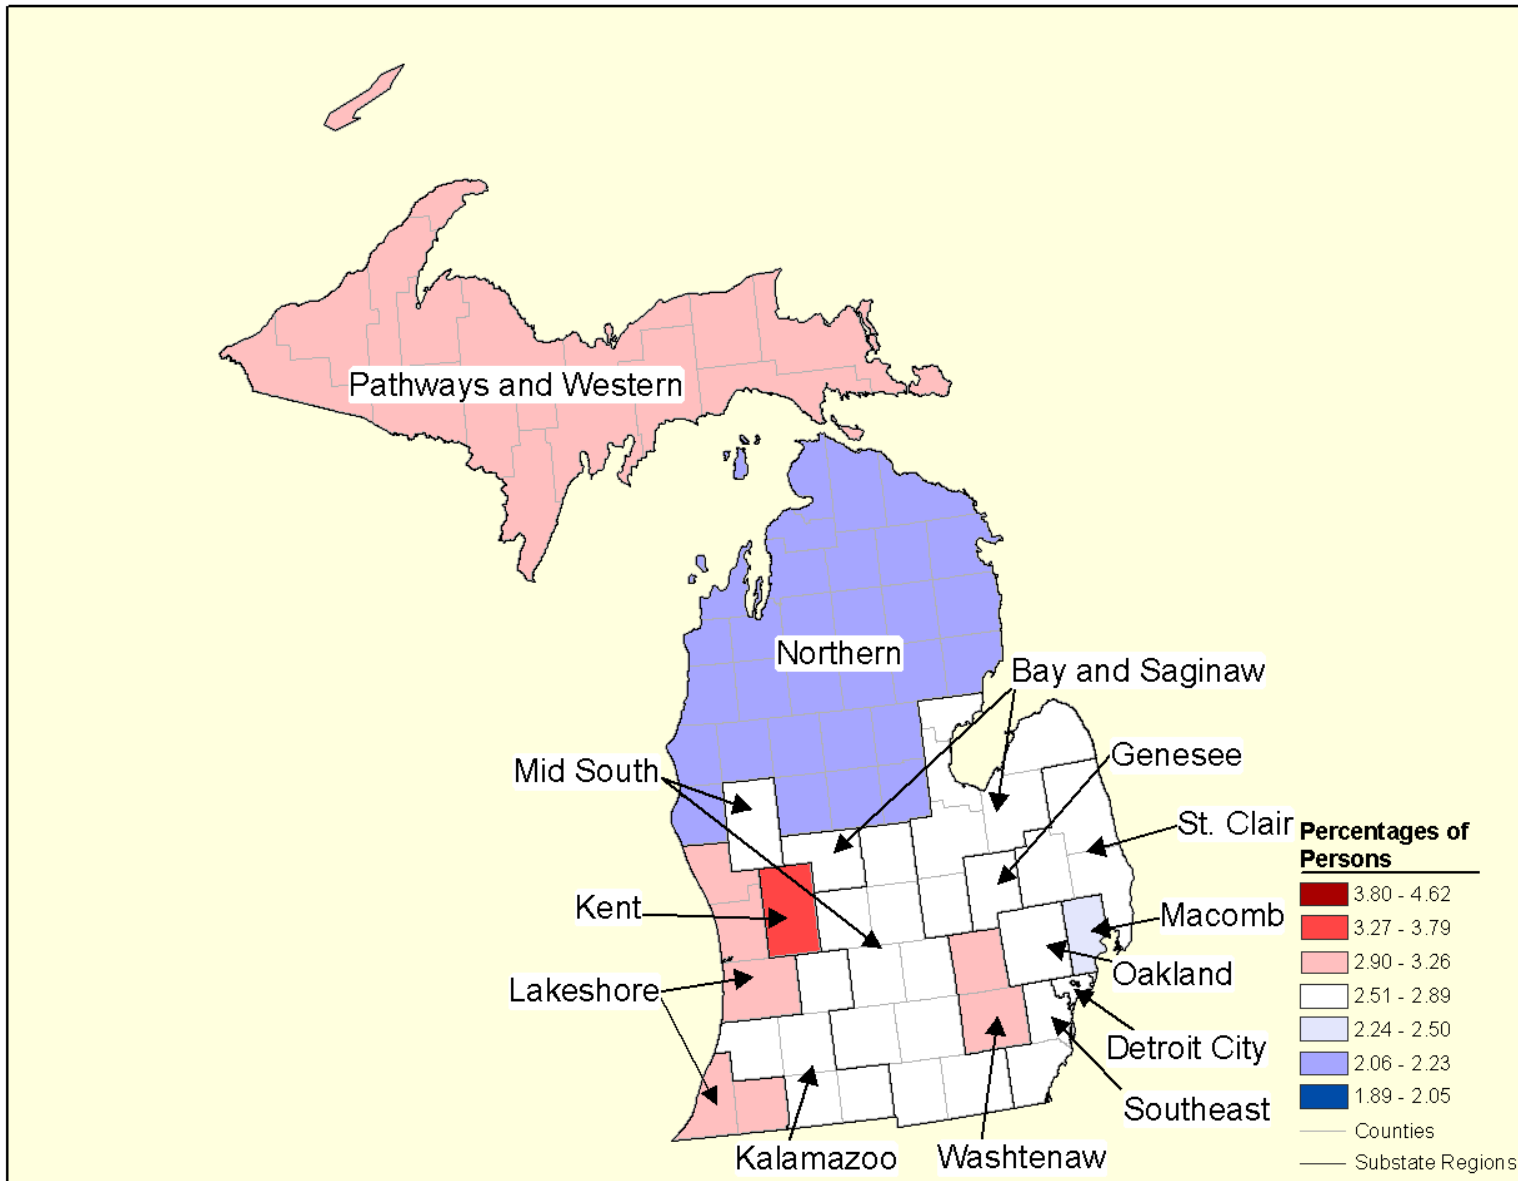 Pathways and Western
Northern
Bay and Saginaw
Genesee
Mid South
St. Clair
Kent
Macomb
Oakland
Lakeshore
Detroit City
Southeast
Kalamazoo
Washtenaw
Percentages of
Persons
3.80 - 4.62
3.27 - 3.79
2.90 - 3.26
2.51 - 2.89
2.24 - 2.50
2.06 - 2.23
1.89 - 2.05
Counties
Substate Regions